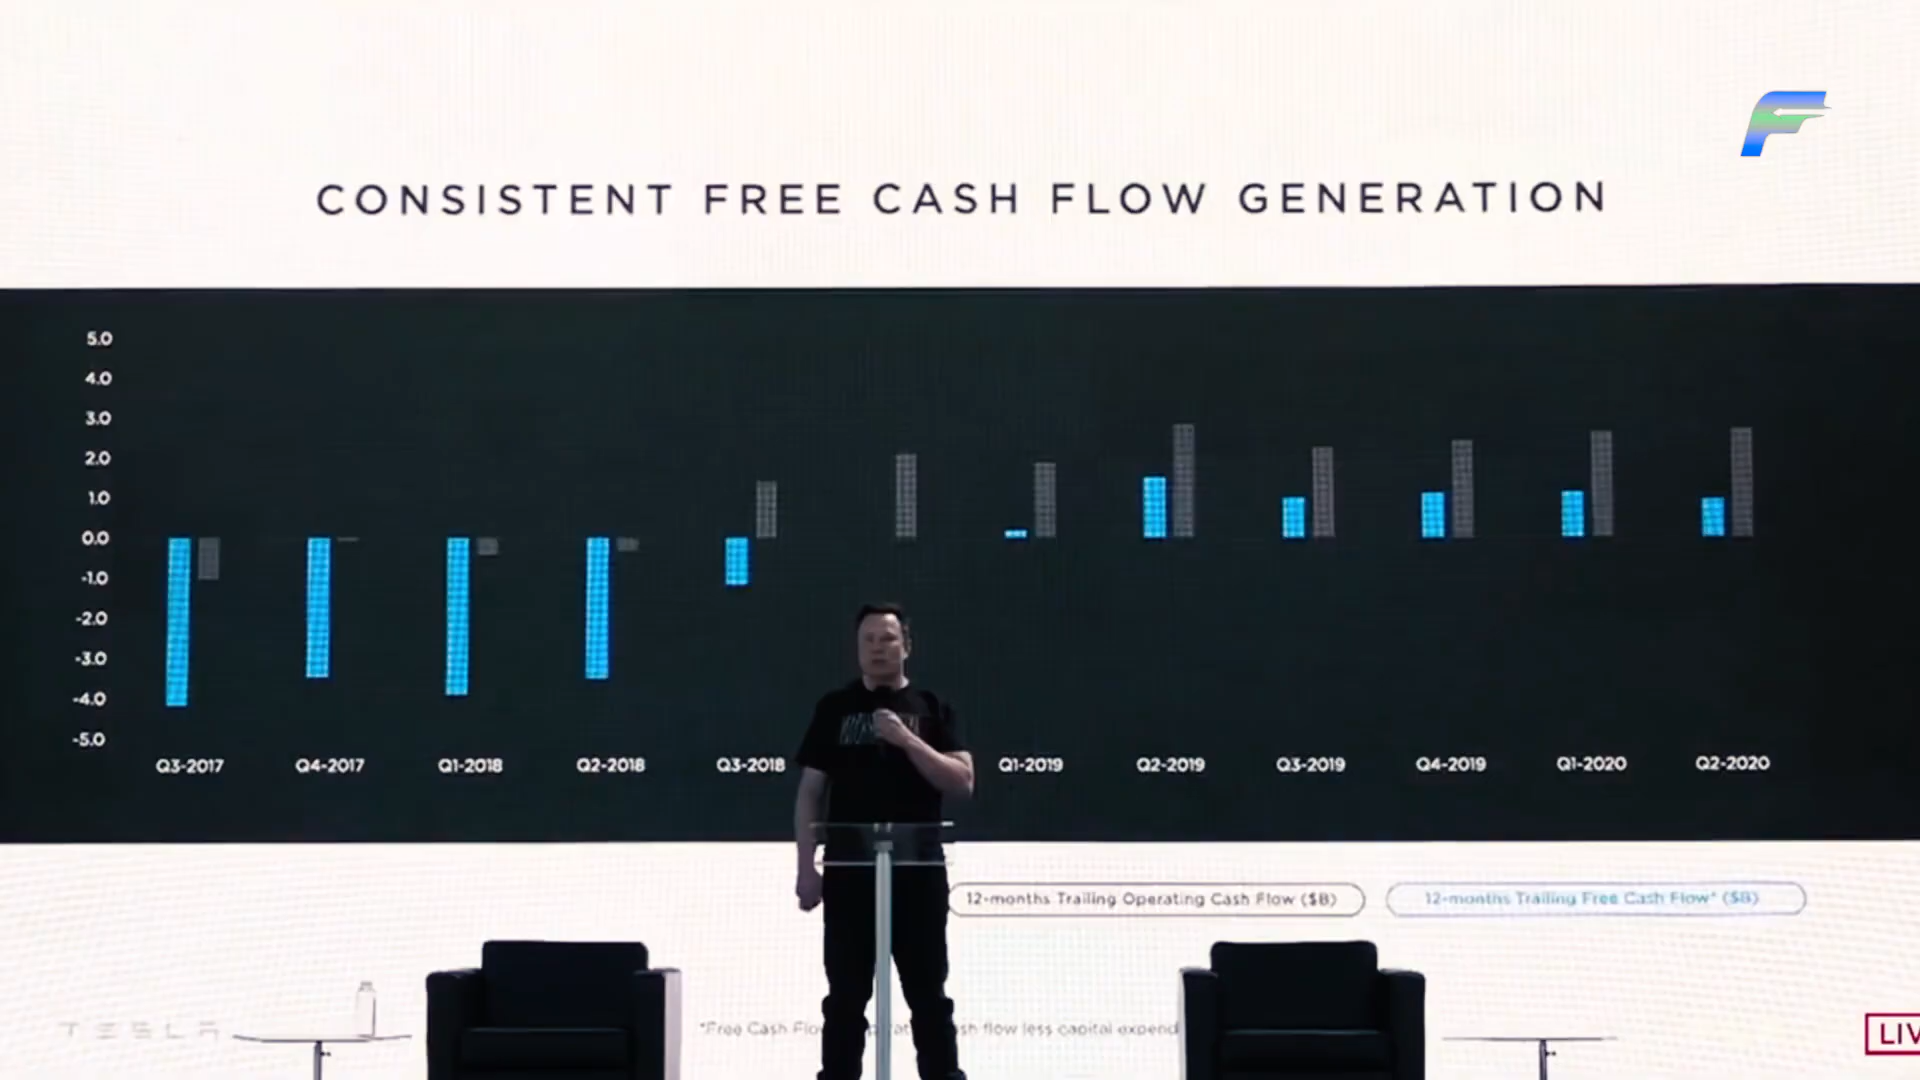 CONSISTENT FREE CASH FLOW GENERATION
5.0
4.0
3.0
2.0
1.0
0.0
-1.0
-2.0
-3.0
-4.0
-5.0
Q3-2017 Q4-2017 Q1-2018 Q2-2018 Q3-2018 Q1-2019 Q2-2019 Q3-2019 Q4-2019 Q1-2020 Q2-2020
12-months Trailing Operating Cash Flow ($B) 12-months Trailing Free Cash Flow* ($B)
TESLA
*Free Cash Flo sh flow less capital expend
LIV